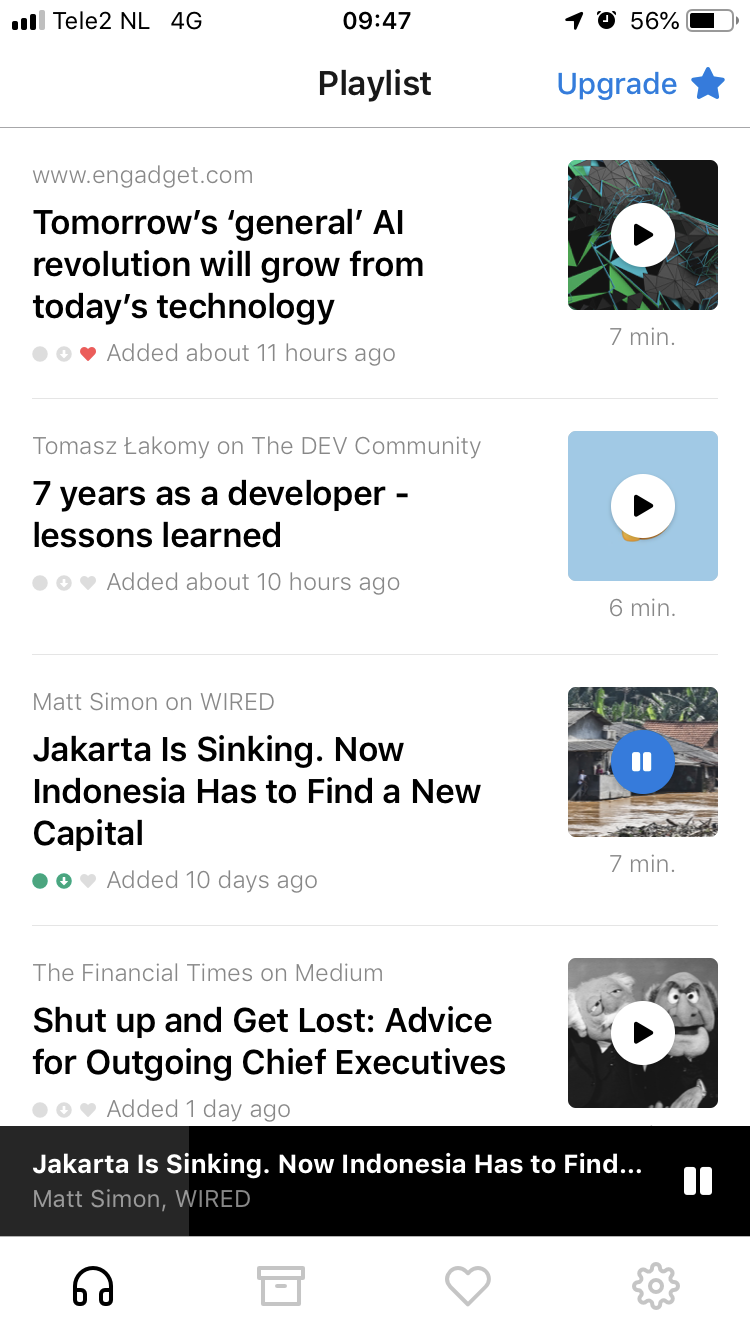 Tele2 NL 4G 09:47 56%
Playlist Upgrade
www.engadget.com
Tomorrow’s ‘general’ AI
revolution will grow from
today’s technology
7 min.
Added about 11 hours ago
Tomasz Łakomy on The DEV Community
7 years as a developer -
lessons learned
Added about 10 hours ago
6 min.
Matt Simon on WIRED
Jakarta Is Sinking. Now
Indonesia Has to Find a New
Capital
7 min.
Added 10 days ago
The Financial Times on Medium
Shut up and Get Lost: Advice
for Outgoing Chief Executives
Added 1 day ago
Jakarta Is Sinking. Now Indonesia Has to Find...
Matt Simon, WIRED